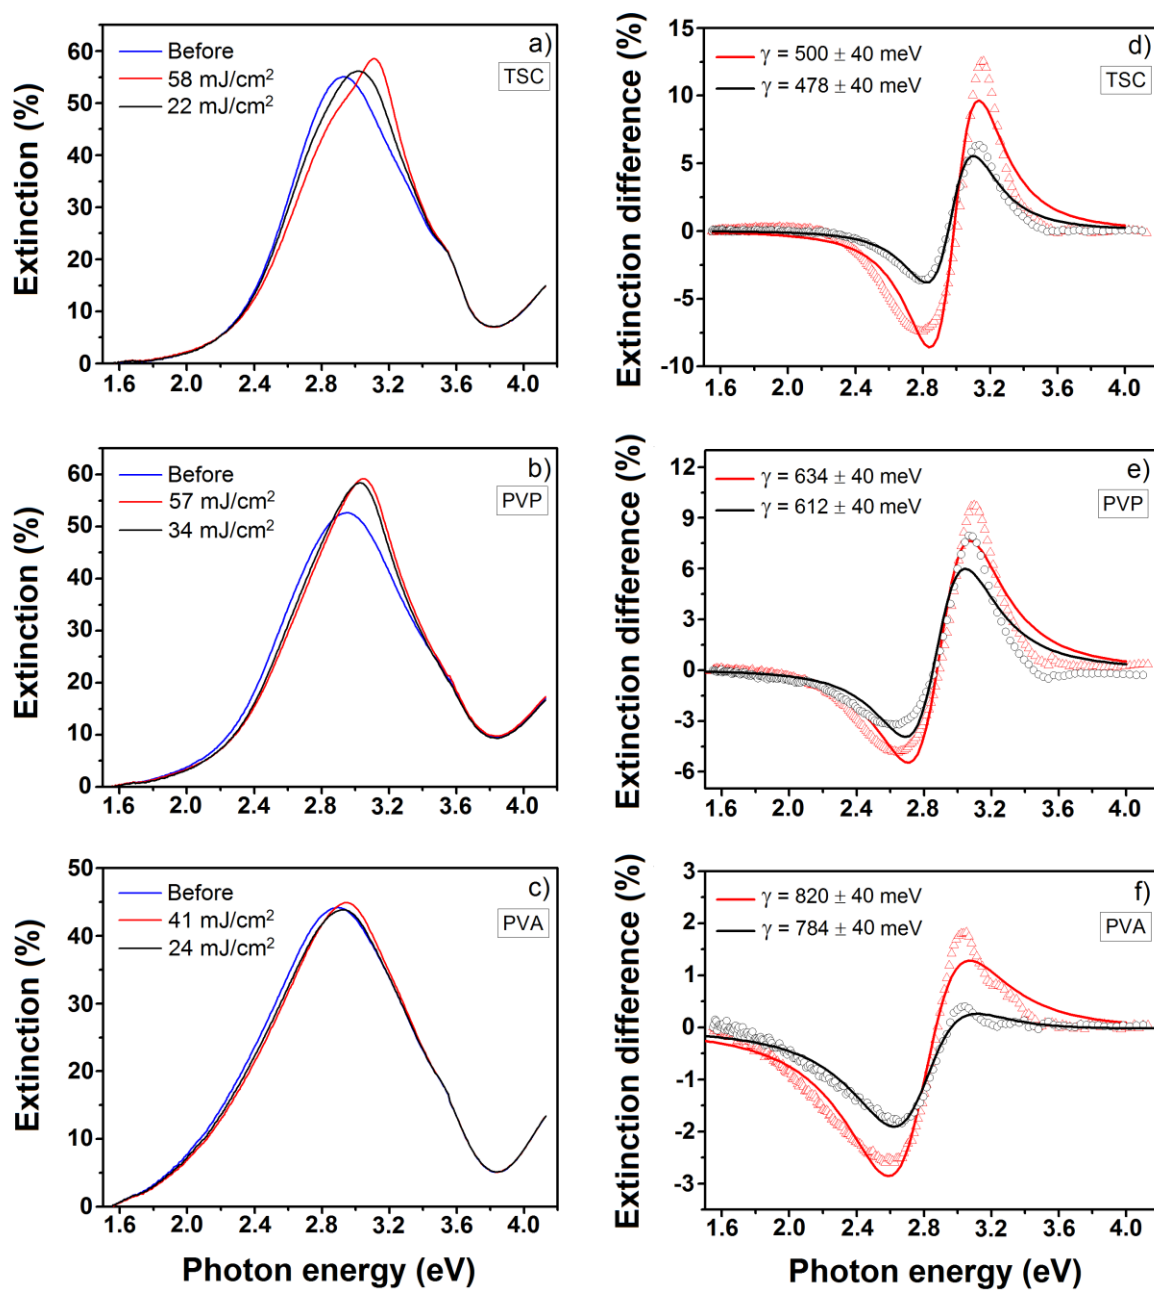 a)
TSC
Before
58 mJ/cm²
22 mJ/cm²
Extinction (%)
60
50
40
30
20
10
0
1.6 2.0 2.4 2.8 3.2 3.6 4.0
d)
TSC
γ = 500 ± 40 meV
γ = 478 ± 40 meV
Extinction difference (%)
15
10
5
0
-5
-10
1.6 2.0 2.4 2.8 3.2 3.6 4.0
b)
PVP
Before
57 mJ/cm²
34 mJ/cm²
Extinction (%)
60
50
40
30
20
10
0
1.6 2.0 2.4 2.8 3.2 3.6 4.0
e)
PVP
γ = 634 ± 40 meV
γ = 612 ± 40 meV
Extinction difference (%)
12
9
6
3
0
-3
-6
1.6 2.0 2.4 2.8 3.2 3.6 4.0
c)
PVA
Before
41 mJ/cm²
24 mJ/cm²
Extinction (%)
50
40
30
20
10
0
1.6 2.0 2.4 2.8 3.2 3.6 4.0
Photon energy (eV)
f)
PVA
γ = 820 ± 40 meV
γ = 784 ± 40 meV
Extinction difference (%)
3
2
1
0
-1
-2
-3
1.6 2.0 2.4 2.8 3.2 3.6 4.0
Photon energy (eV)